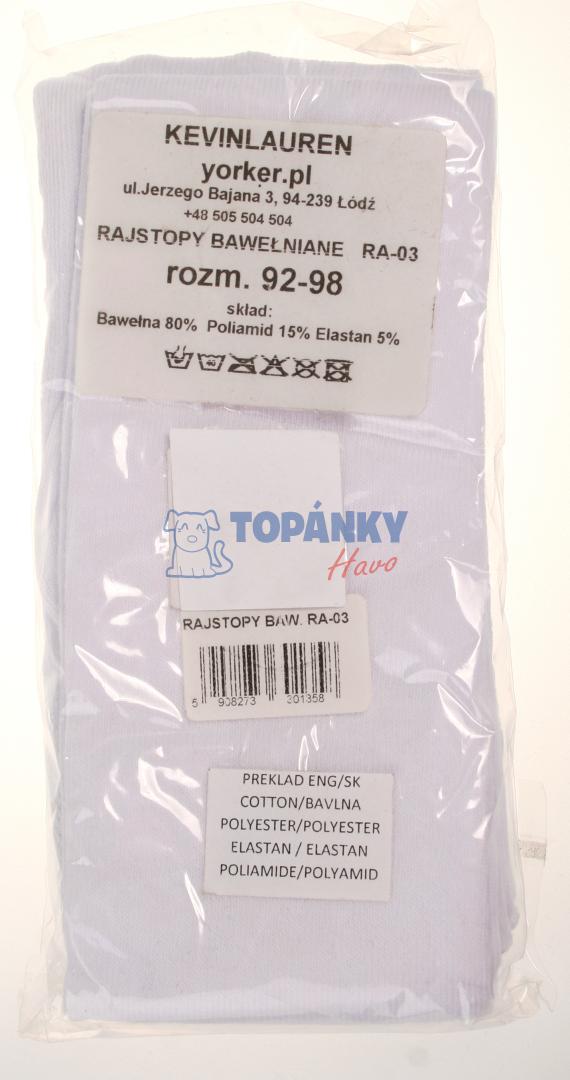 KEVINLAUREN
yorker.pl
ul.Jerzego Bajana 3, 94-239 Łódź
+48 505 504 504
RAJSTOPY BAWEŁNIANE RA-03
rozm. 92-98
skład:
Bawełna 80% Poliamid 15% Elastan 5%
TOPÁNKY
Havo
RAJSTOPY BAW. RA-03
5 908273 301358
PREKLAD ENG/SK
COTTON/BAVLNA
POLYESTER/POLYESTER
ELASTAN / ELASTAN
POLIAMIDE/POLYAMID